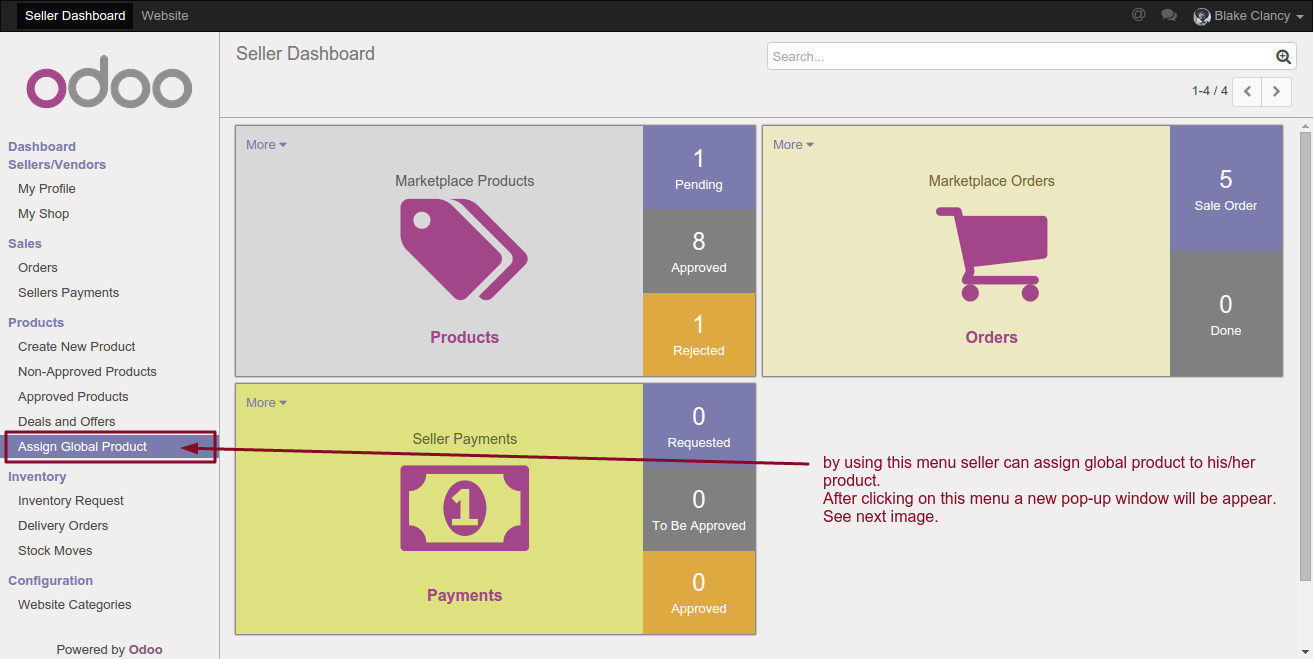 Seller Dashboard Website
@ Blake Clancy
odoo
Seller Dashboard
Search...
1-4 / 4
Dashboard
Sellers/Vendors
My Profile
My Shop
Sales
Orders
Sellers Payments
Products
Create New Product
Non-Approved Products
Approved Products
Deals and Offers
Assign Global Product
Inventory
Inventory Request
Delivery Orders
Stock Moves
Configuration
Website Categories
Powered by Odoo
More
Marketplace Products
Products
1
Pending
8
Approved
1
Rejected
More
Marketplace Orders
Orders
5
Sale Order
0
Done
More
Seller Payments
1
Payments
0
Requested
0
To Be Approved
0
Approved
by using this menu seller can assign global product to his/her
product.
After clicking on this menu a new pop-up window will be appear.
See next image.